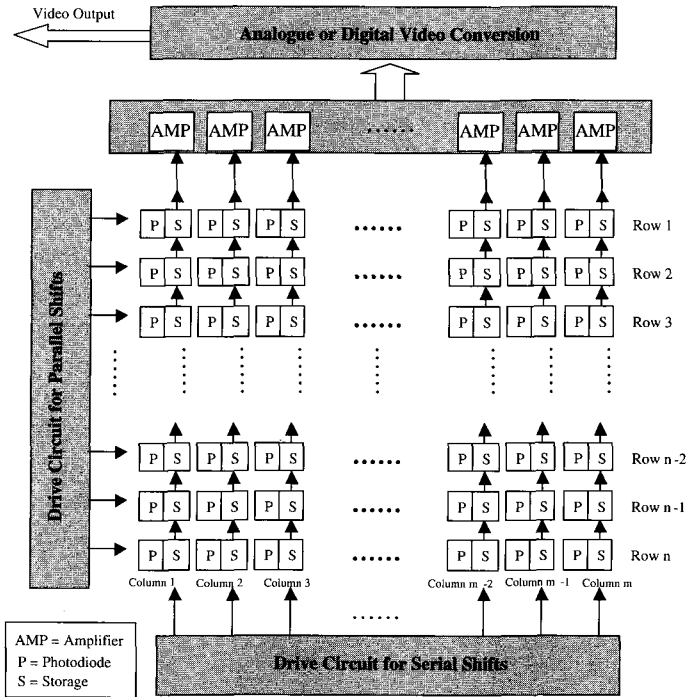 Video Output
Analogue or Digital Video Conversion
AMP AMP AMP ...... AMP AMP AMP
Drive Circuit for Parallel Shifts
P S P S P S ...... P S P S P S Row 1
P S P S P S ...... P S P S P S Row 2
P S P S P S ...... P S P S P S Row 3
P S P S P S ...... P S P S P S Row n-2
P S P S P S ...... P S P S P S Row n-1
P S P S P S ...... P S P S P S Row n
Column 1 Column 2 Column 3 Column m -2 Column m -1 Column m
......
Drive Circuit for Serial Shifts
AMP = Amplifier
P = Photodiode
S = Storage